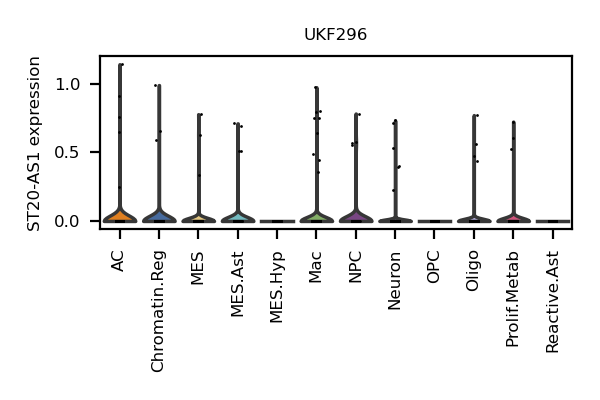 UKF296
ST20-AS1 expression
1.0
0.5
0.0
AC
Chromatin.Reg
MES
MES.Ast
MES.Hyp
Mac
NPC
Neuron
OPC
Oligo
Prolif.Metab
Reactive.Ast